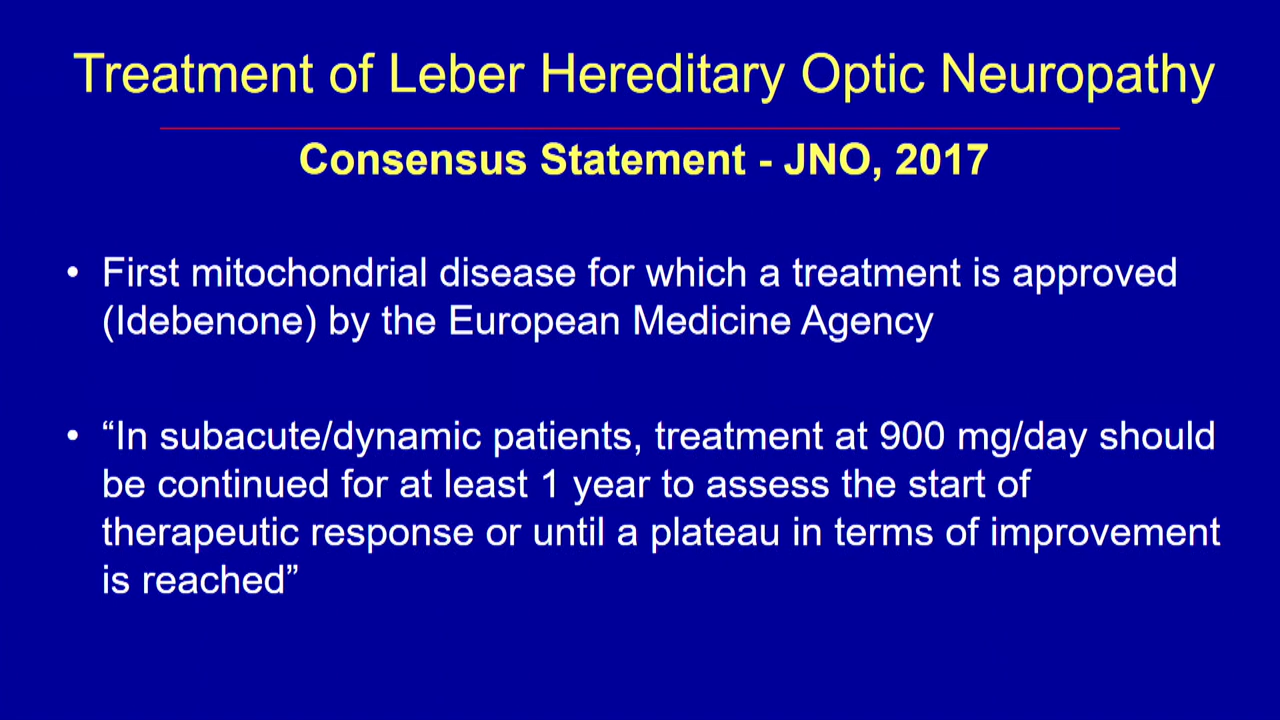 Treatment of Leber Hereditary Optic Neuropathy
Consensus Statement - JNO, 2017
• First mitochondrial disease for which a treatment is approved
(Idebenone) by the European Medicine Agency
• “In subacute/dynamic patients, treatment at 900 mg/day should
be continued for at least 1 year to assess the start of
therapeutic response or until a plateau in terms of improvement
is reached”